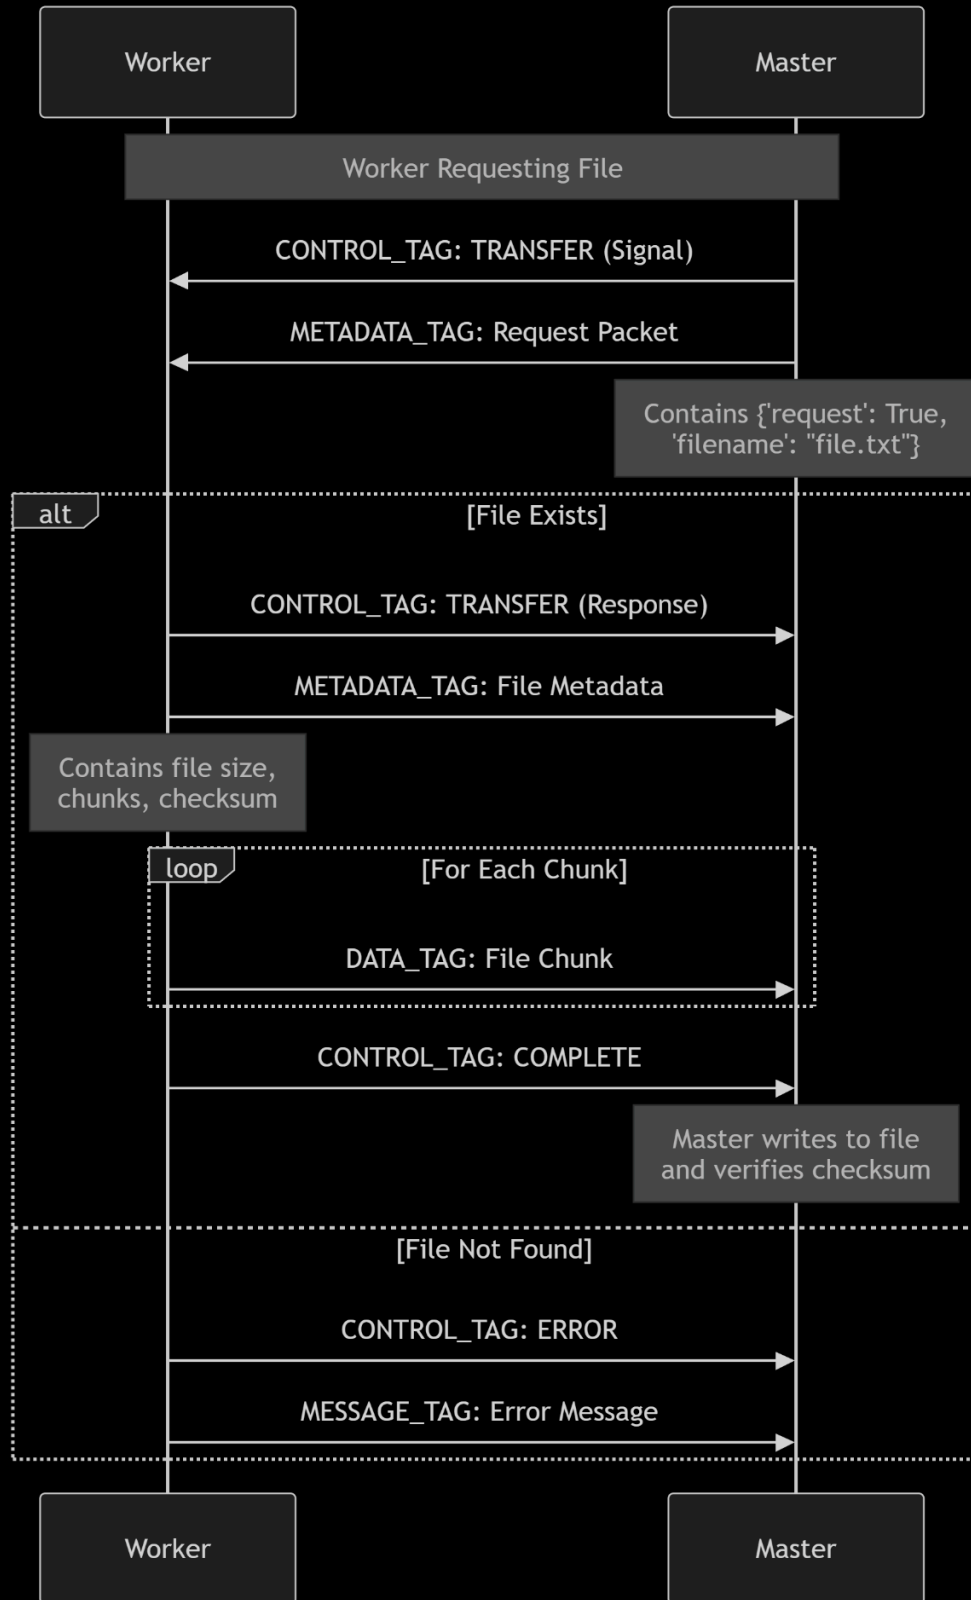 Worker
Master
Worker Requesting File
CONTROL_TAG: TRANSFER (Signal)
METADATA_TAG: Request Packet
Contains {'request': True,
'filename': "file.txt"}
alt
[File Exists]
CONTROL_TAG: TRANSFER (Response)
METADATA_TAG: File Metadata
Contains file size,
chunks, checksum
loop
[For Each Chunk]
DATA_TAG: File Chunk
CONTROL_TAG: COMPLETE
Master writes to file
and verifies checksum
[File Not Found]
CONTROL_TAG: ERROR
MESSAGE_TAG: Error Message
Worker
Master